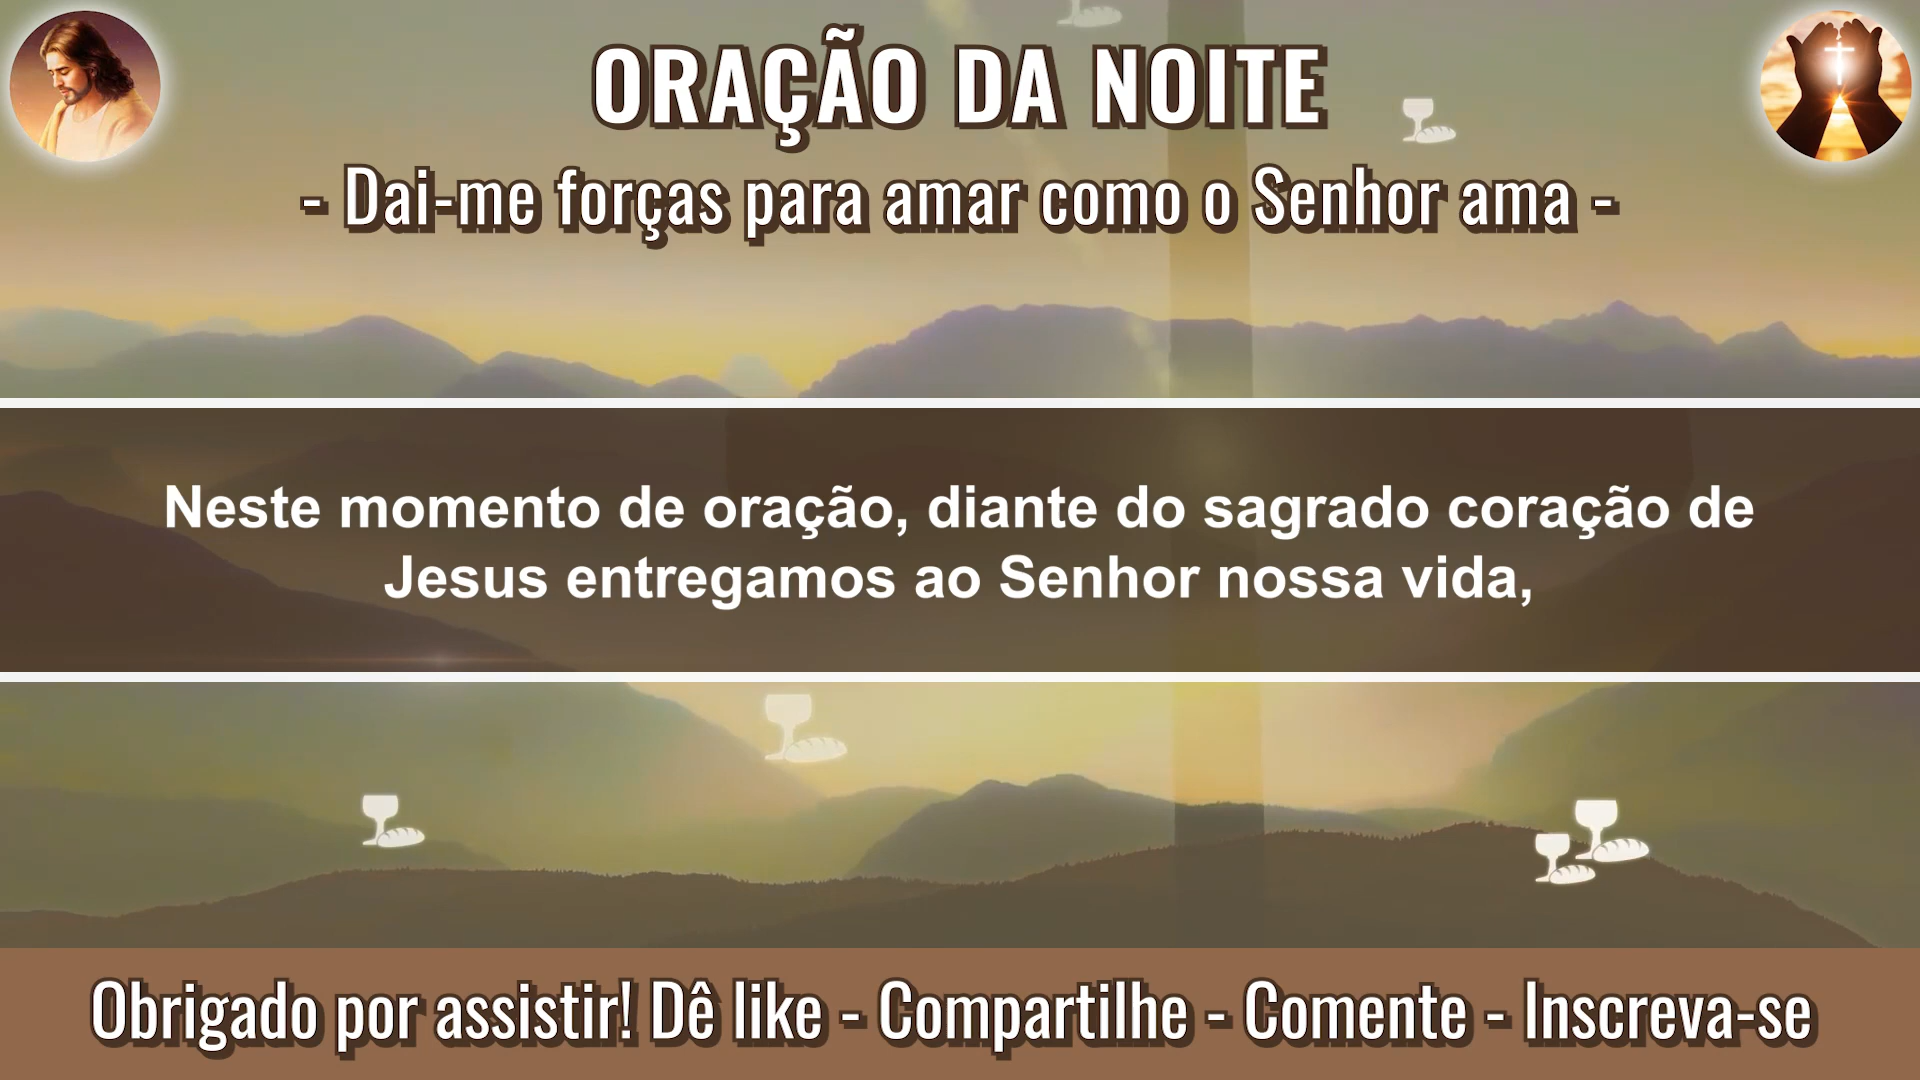 ORAÇÃO DA NOITE
- Dai-me forças para amar como o Senhor ama -
Neste momento de oração, diante do sagrado coração de
Jesus entregamos ao Senhor nossa vida,
Obrigado por assistir! Dê like - Compartilhe - Comente - Inscreva-se